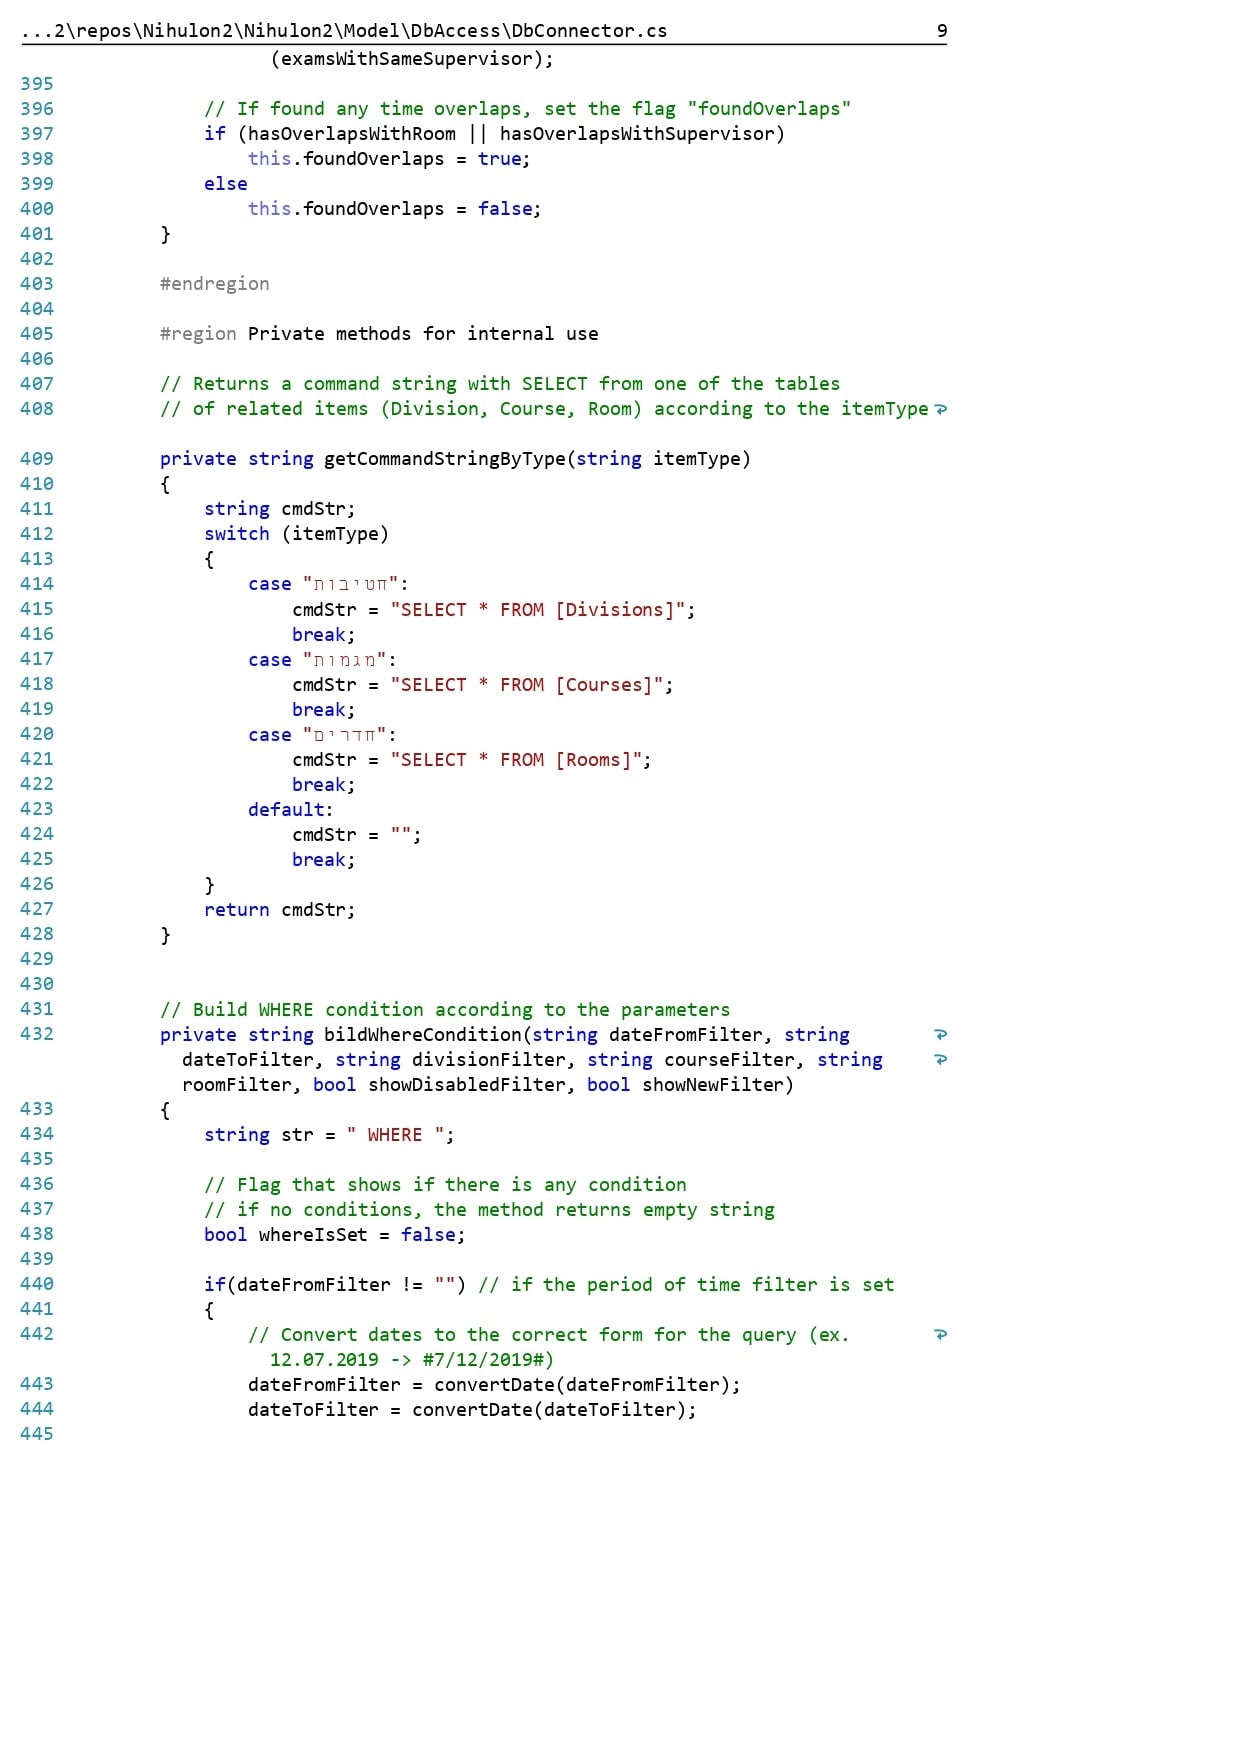 ...2\repos\Nihulon2\Nihulon2\Model\DbAccess\DbConnector.cs 9
(examsWithSameSupervisor);
395
396 // If found any time overlaps, set the flag "foundOverlaps"
397 if (hasOverlapsWithRoom || hasOverlapsWithSupervisor)
398 this.foundOverlaps = true;
399 else
400 this.foundOverlaps = false;
401 }
402
403 #endregion
404
405 #region Private methods for internal use
406
407 // Returns a command string with SELECT from one of the tables
408 // of related items (Division, Course, Room) according to the itemType
409 private string getCommandStringByType(string itemType)
410 {
411 string cmdStr;
412 switch (itemType)
413 {
414 case "חטיבות":
415 cmdStr = "SELECT * FROM [Divisions]";
416 break;
417 case "מגמות":
418 cmdStr = "SELECT * FROM [Courses]";
419 break;
420 case "חדרים":
421 cmdStr = "SELECT * FROM [Rooms]";
422 break;
423 default:
424 cmdStr = "";
425 break;
426 }
427 return cmdStr;
428 }
429
430
431 // Build WHERE condition according to the parameters
432 private string bildWhereCondition(string dateFromFilter, string
dateToFilter, string divisionFilter, string courseFilter, string
roomFilter, bool showDisabledFilter, bool showNewFilter)
433 {
434 string str = " WHERE ";
435
436 // Flag that shows if there is any condition
437 // if no conditions, the method returns empty string
438 bool whereIsSet = false;
439
440 if(dateFromFilter != "") // if the period of time filter is set
441 {
442 // Convert dates to the correct form for the query (ex.
12.07.2019 -> #7/12/2019#)
443 dateFromFilter = convertDate(dateFromFilter);
444 dateToFilter = convertDate(dateToFilter);
445